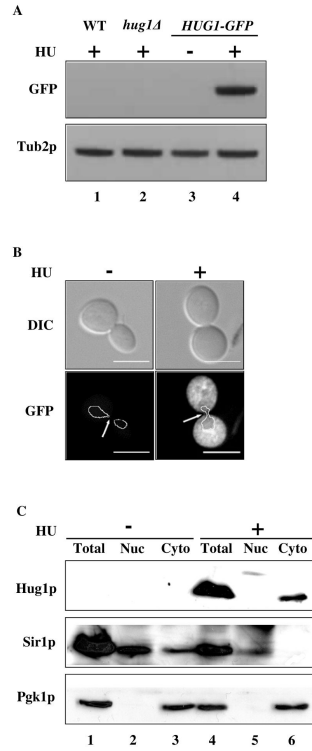 A
WT hug1Δ HUG1-GFP
HU + + - +
GFP
Tub2p
1 2 3 4
B
HU - +
DIC
GFP
C
HU - +
Total Nuc Cyto Total Nuc Cyto
Hug1p
Sir1p
Pgk1p
1 2 3 4 5 6